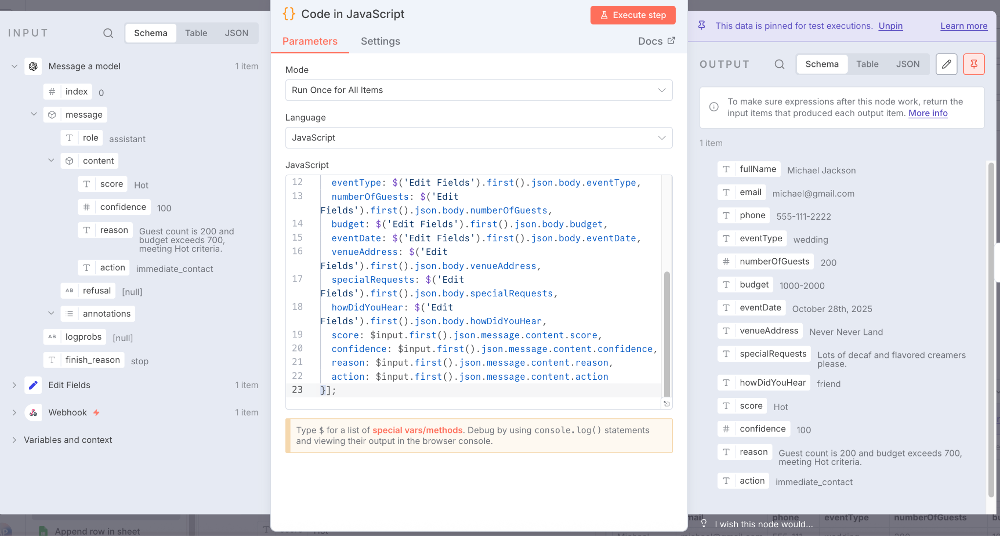 INPUT
Schema
Table
JSON
Message a model
1 item
# index 0
message
T role assistant
content
T score Hot
# confidence 100
T reason Guest count is 200 and
budget exceeds 700,
meeting Hot criteria.
T action immediate_contact
AB refusal [null]
annotations
AB logprobs [null]
T finish_reason stop
Edit Fields
1 item
Webhook
1 item
Variables and context
Append row in sheet
{} Code in JavaScript
Execute step
Parameters
Settings
Docs
Mode
Run Once for All Items
Language
JavaScript
JavaScript
12 eventType: $('Edit Fields').first().json.body.eventType,
13 numberOfGuests: $('Edit
Fields').first().json.body.numberOfGuests,
14 budget: $('Edit Fields').first().json.body.budget,
15 eventDate: $('Edit Fields').first().json.body.eventDate,
16 venueAddress: $('Edit
Fields').first().json.body.venueAddress,
17 specialRequests: $('Edit
Fields').first().json.body.specialRequests,
18 howDidYouHear: $('Edit
Fields').first().json.body.howDidYouHear,
19 score: $input.first().json.message.content.score,
20 confidence: $input.first().json.message.content.confidence,
21 reason: $input.first().json.message.content.reason,
22 action: $input.first().json.message.content.action
23 }];
Type $ for a list of special vars/methods. Debug by using console.log() statements
and viewing their output in the browser console.
This data is pinned for test executions. Unpin
Learn more
OUTPUT
Schema
Table
JSON
To make sure expressions after this node work, return the
input items that produced each output item. More info
1 item
T fullName Michael Jackson
T email michael@gmail.com
T phone 555-111-2222
T eventType wedding
# numberOfGuests 200
T budget 1000-2000
T eventDate October 28th, 2025
T venueAddress Never Never Land
T specialRequests Lots of decaf and flavored creamers
please.
T howDidYouHear friend
T score Hot
# confidence 100
T reason Guest count is 200 and budget exceeds 700,
meeting Hot criteria.
T action immediate_contact
phone eventType numberOfGuests
I wish this node would...